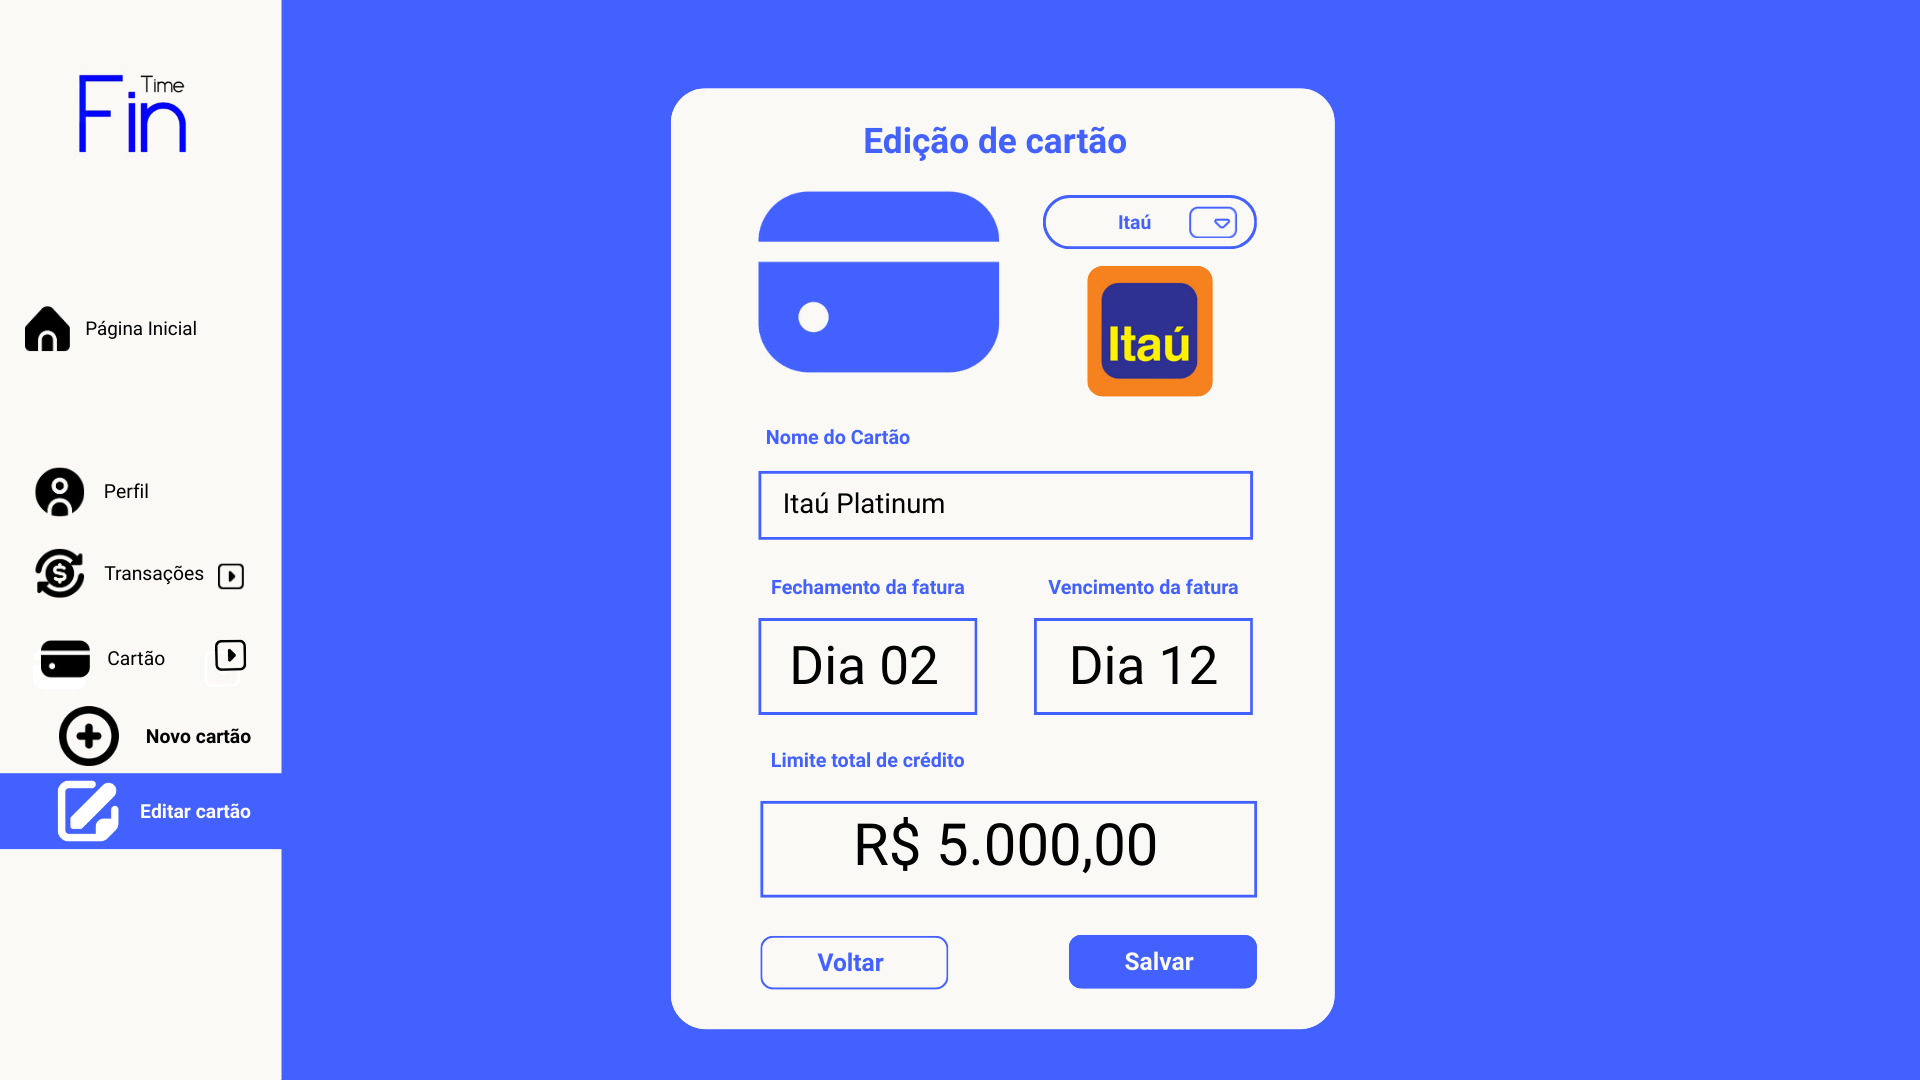 Time
Fin
Página Inicial
Perfil
Transações
Cartão
Novo cartão
Editar cartão
Edição de cartão
Itaú
Itaú
Nome do Cartão
Itaú Platinum
Fechamento da fatura
Vencimento da fatura
Dia 02
Dia 12
Limite total de crédito
R$ 5.000,00
Voltar
Salvar